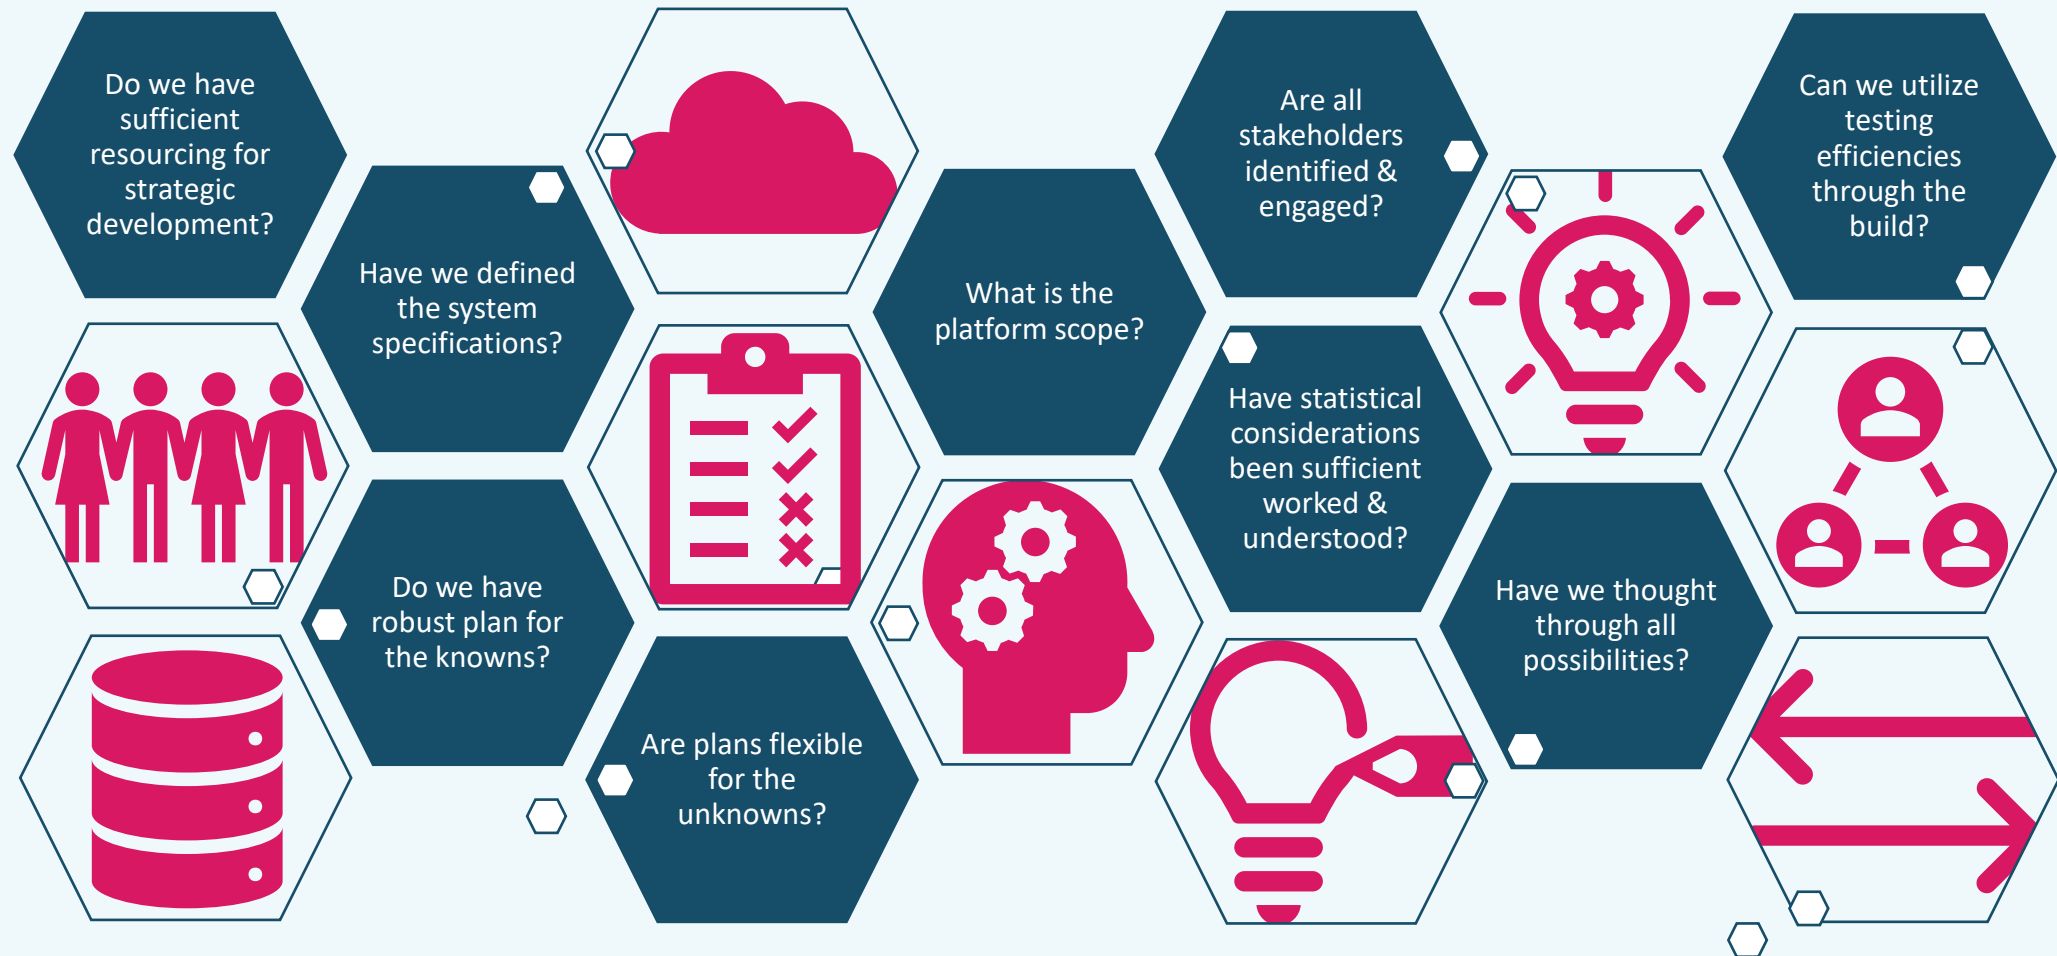 Do we have
sufficient
resourcing for
strategic
development?
Have we defined
the system
specifications?
Do we have
robust plan for
the knowns?
Are plans flexible
for the
unknowns?
What is the
platform scope?
Are all
stakeholders
identified &
engaged?
Have statistical
considerations
been sufficient
worked &
understood?
Have we thought
through all
possibilities?
Can we utilize
testing
efficiencies
through the
build?